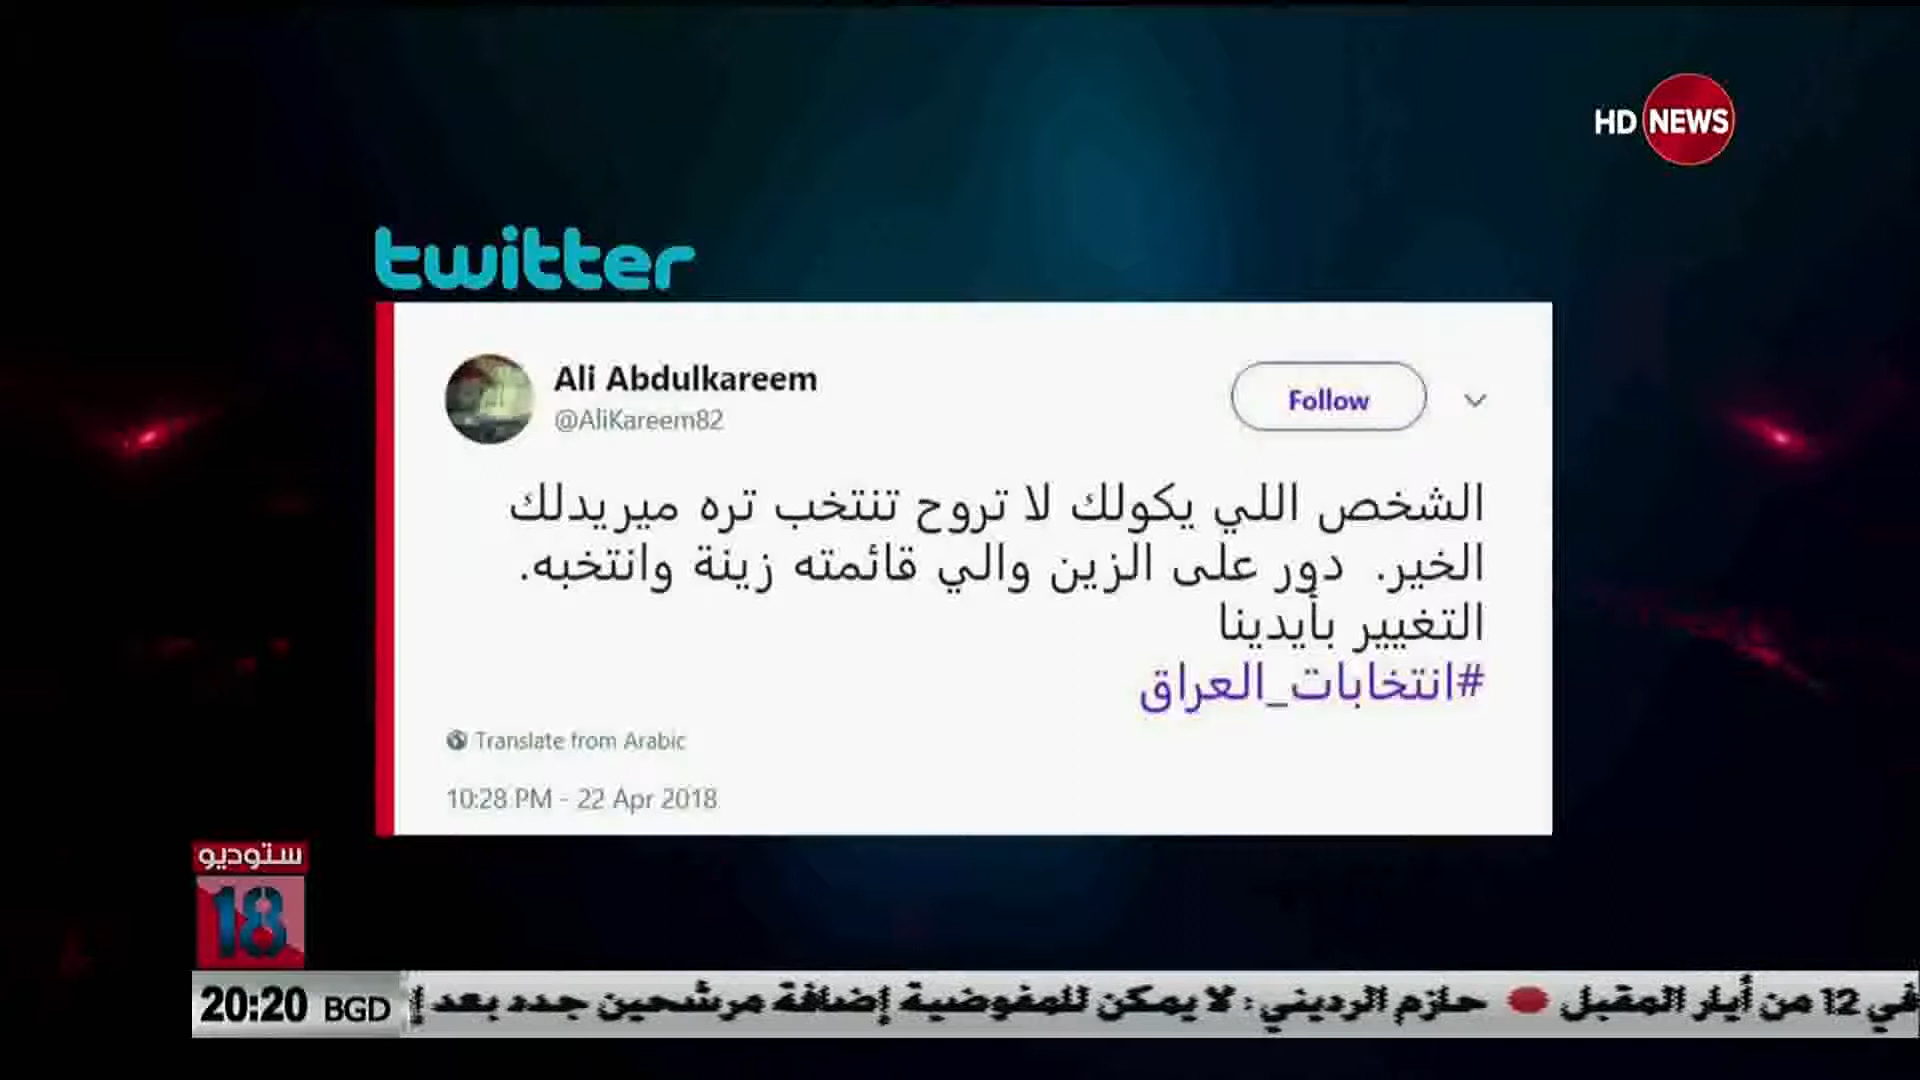 HD NEWS
twitter
Ali Abdulkareem
@AliKareem82
Follow
الشخص اللي يكولك لا تروح تنتخب تره ميريدلك
الخير. دور على الزين والي قائمته زينة وانتخبه.
التغيير بأيدينا
#انتخابات_العراق
Translate from Arabic
10:28 PM - 22 Apr 2018
ستوديو
18
20:20 BGD
في 12 من أيار المقبل
حازم الرديني: لا يمكن للمفوضية إضافة مرشحين جدد بعد